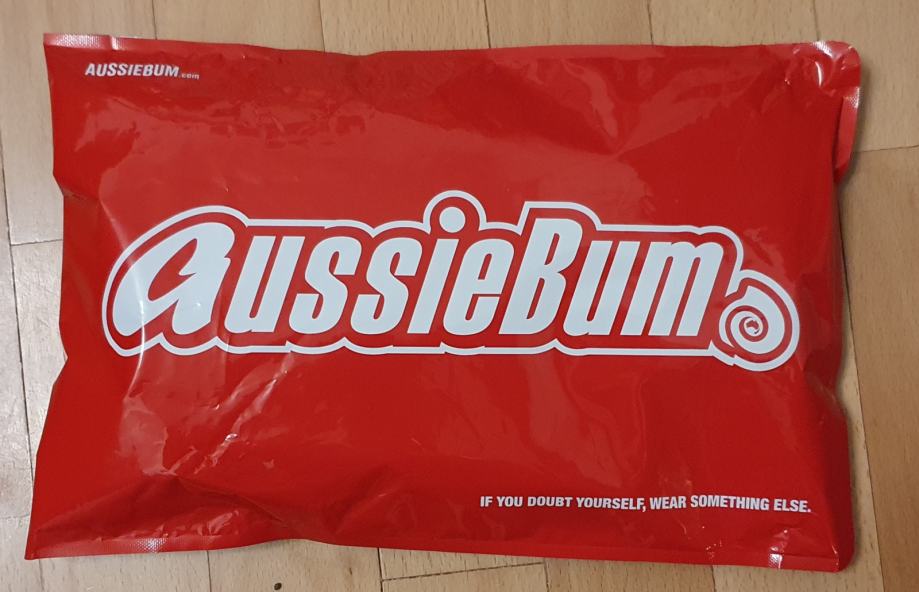 AUSSIEBUM.com
aussieBum
IF YOU DOUBT YOURSELF, WEAR SOMETHING ELSE.